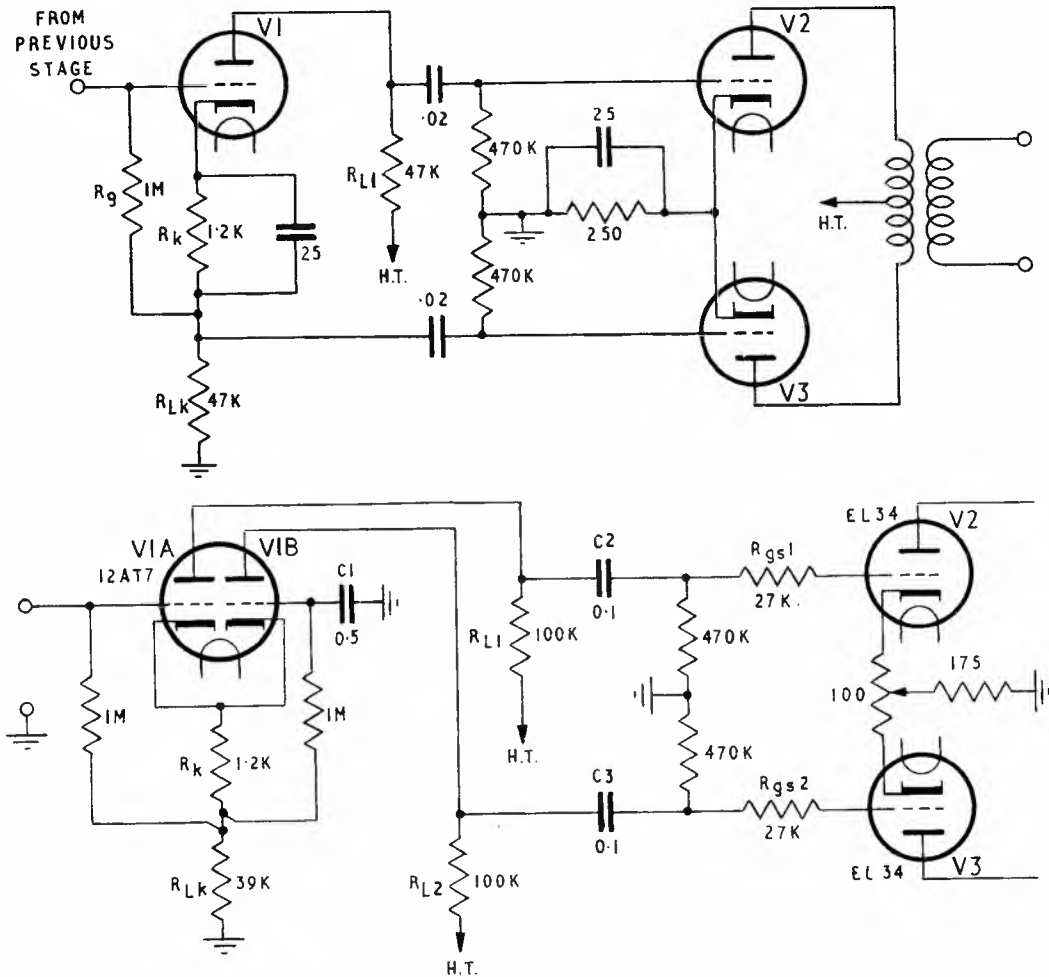 FROM
PREVIOUS
STAGE
V1
V2
·02
25
Rg
1M
RL1
47K
470K
Rk
1·2K
25
250
H.T.
H.T.
470K
·02
V3
RLk
47K
EL34
V2
V1A
V1B
12AT7
C1
0.5
C2
0·1
Rgs1
27K.
RL1
100K
470K
175
100
1M
1M
Rk
1·2K
H.T.
470K
C3
0·1
Rgs2
27K
RLk
39K
RL2
100K
EL34
V3
H.T.